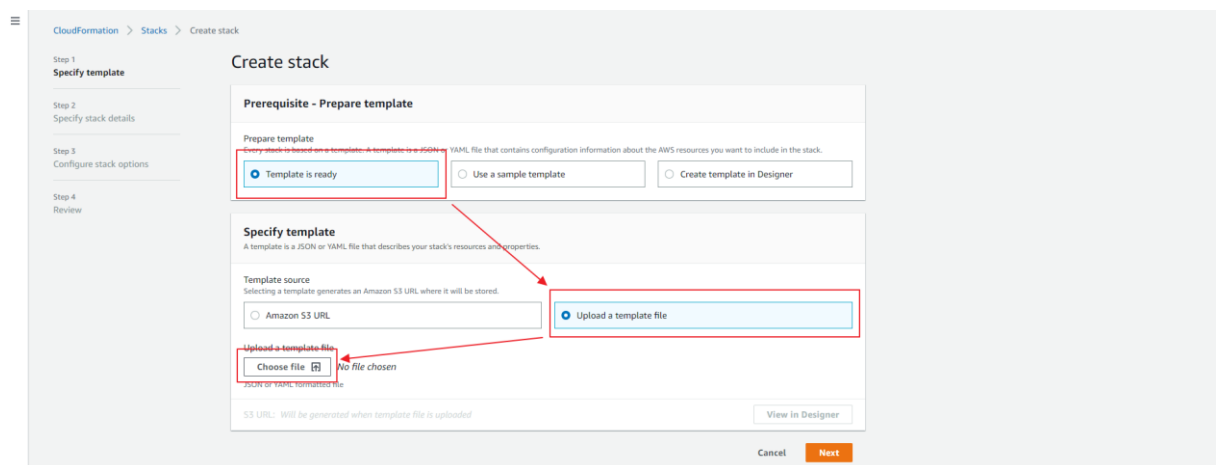 CloudFormation > Stacks > Create stack
Step 1
Specify template
Step 2
Specify stack details
Step 3
Configure stack options
Step 4
Review
Create stack
Prerequisite - Prepare template
Prepare template
Every stack is based on a template. A template is a JSON or YAML file that contains configuration information about the AWS resources you want to include in the stack.
Template is ready
Use a sample template
Create template in Designer
Specify template
A template is a JSON or YAML file that describes your stack's resources and properties.
Template source
Selecting a template generates an Amazon S3 URL where it will be stored.
Amazon S3 URL
Upload a template file
Upload a template file
Choose file No file chosen
JSON or YAML formatted file
S3 URL: Will be generated when template file is uploaded
View in Designer
Cancel
Next